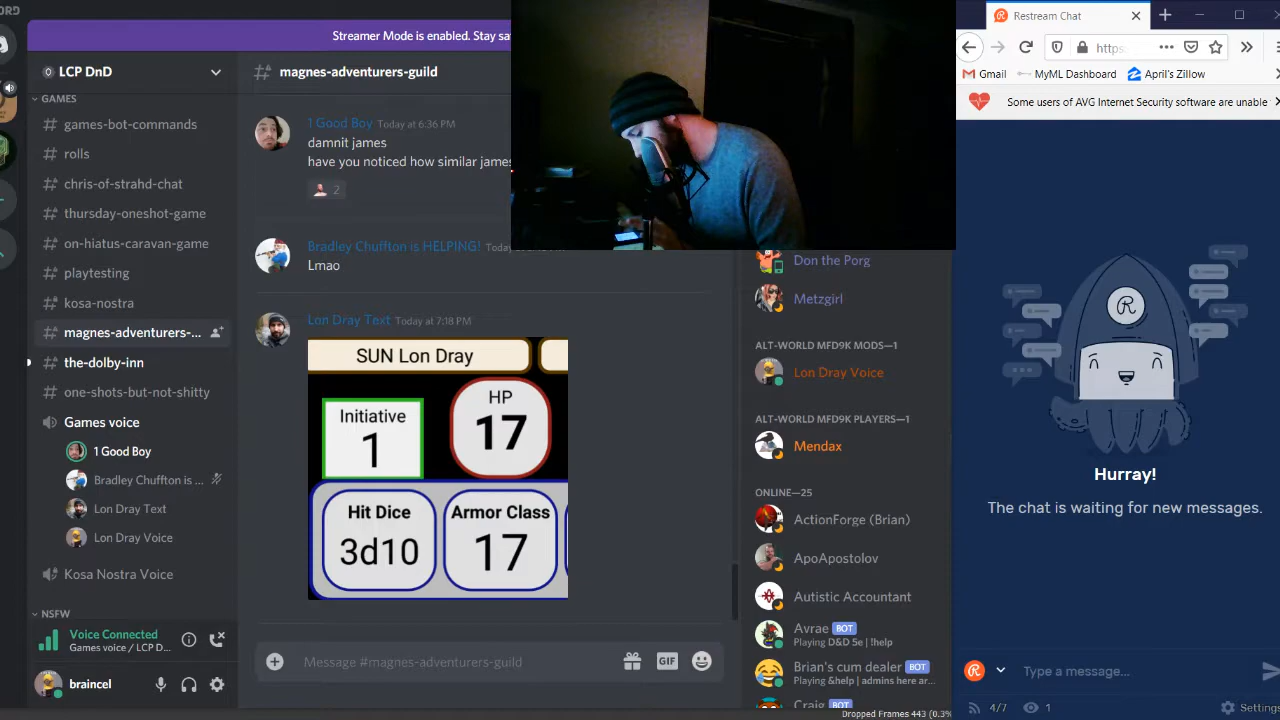 ORD
Streamer Mode is enabled. Stay sa
LCP DnD
GAMES
games-bot-commands
rolls
chris-of-strahd-chat
thursday-oneshot-game
on-hiatus-caravan-game
playtesting
kosa-nostra
magnes-adventurers-...
the-dolby-inn
one-shots-but-not-shitty
Games voice
1 Good Boy
Bradley Chuffton is ...
Lon Dray Text
Lon Dray Voice
Kosa Nostra Voice
NSFW
Voice Connected
Games voice / LCP D...
raincel
magnes-adventurers-guild
1 Good Boy Today at 6:36 PM
damnit james
have you noticed how similar james
2
Bradley Chuffton is HELPING!
Lmao
Lon Dray Text Today at 7:18 PM
SUN Lon Dray
Initiative
1
HP
17
Hit Dice
3d10
Armor Class
17
Message #magnes-adventurers-guild
GIF
Don the Porg
Metzgirl
ALT-WORLD MFD9K MODS—1
Lon Dray Voice
ALT-WORLD MFD9K PLAYERS—1
Mendax
ONLINE—25
ActionForge (Brian)
ApoApostolov
Autistic Accountant
Avrae BOT
Playing D&D 5e | !help
Brian's cum dealer BOT
Playing &help | admins here ar...
Craig BOT
Dropped Frames 443 (0.3%
Restream Chat
https:
Gmail
MyML Dashboard
April's Zillow
Some users of AVG Internet Security software are unable
Hurray!
The chat is waiting for new messages.
Type a message...
4/7
1
Settings